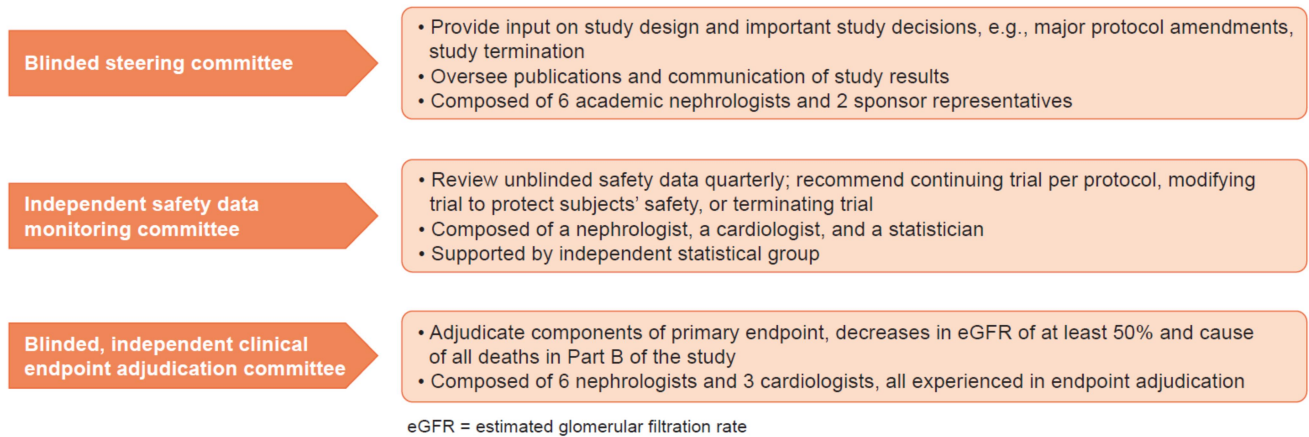 Blinded steering committee
• Provide input on study design and important study decisions, e.g., major protocol amendments,
study termination
• Oversee publications and communication of study results
• Composed of 6 academic nephrologists and 2 sponsor representatives
Independent safety data
monitoring committee
• Review unblinded safety data quarterly; recommend continuing trial per protocol, modifying
trial to protect subjects' safety, or terminating trial
• Composed of a nephrologist, a cardiologist, and a statistician
• Supported by independent statistical group
Blinded, independent clinical
endpoint adjudication committee
• Adjudicate components of primary endpoint, decreases in eGFR of at least 50% and cause
of all deaths in Part B of the study
• Composed of 6 nephrologists and 3 cardiologists, all experienced in endpoint adjudication
eGFR = estimated glomerular filtration rate